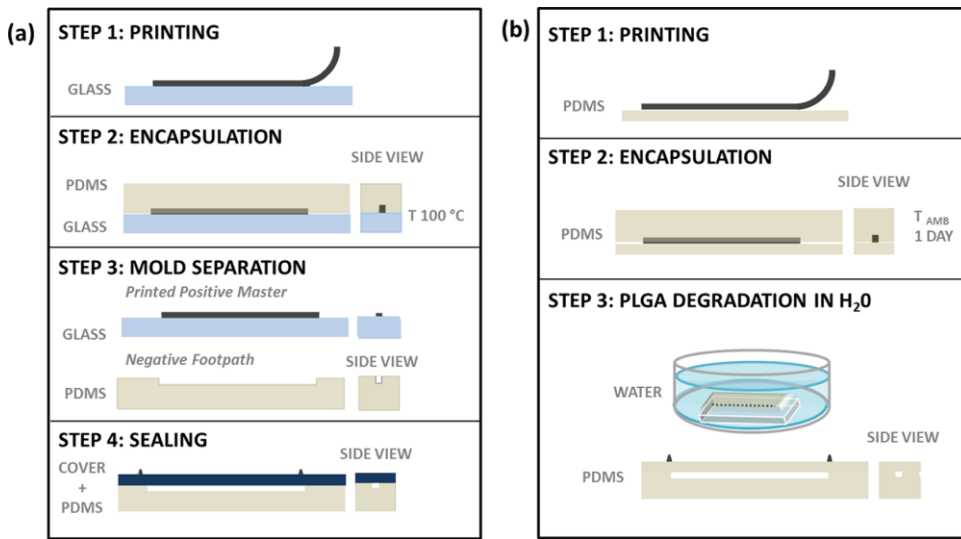 (a)
STEP 1: PRINTING
GLASS
STEP 2: ENCAPSULATION
SIDE VIEW
PDMS
GLASS
T 100 °C
STEP 3: MOLD SEPARATION
Printed Positive Master
GLASS
Negative Footpath
SIDE VIEW
PDMS
STEP 4: SEALING
SIDE VIEW
COVER
+
PDMS
(b)
STEP 1: PRINTING
PDMS
STEP 2: ENCAPSULATION
SIDE VIEW
PDMS
T AMB
1 DAY
STEP 3: PLGA DEGRADATION IN H₂0
WATER
SIDE VIEW
PDMS